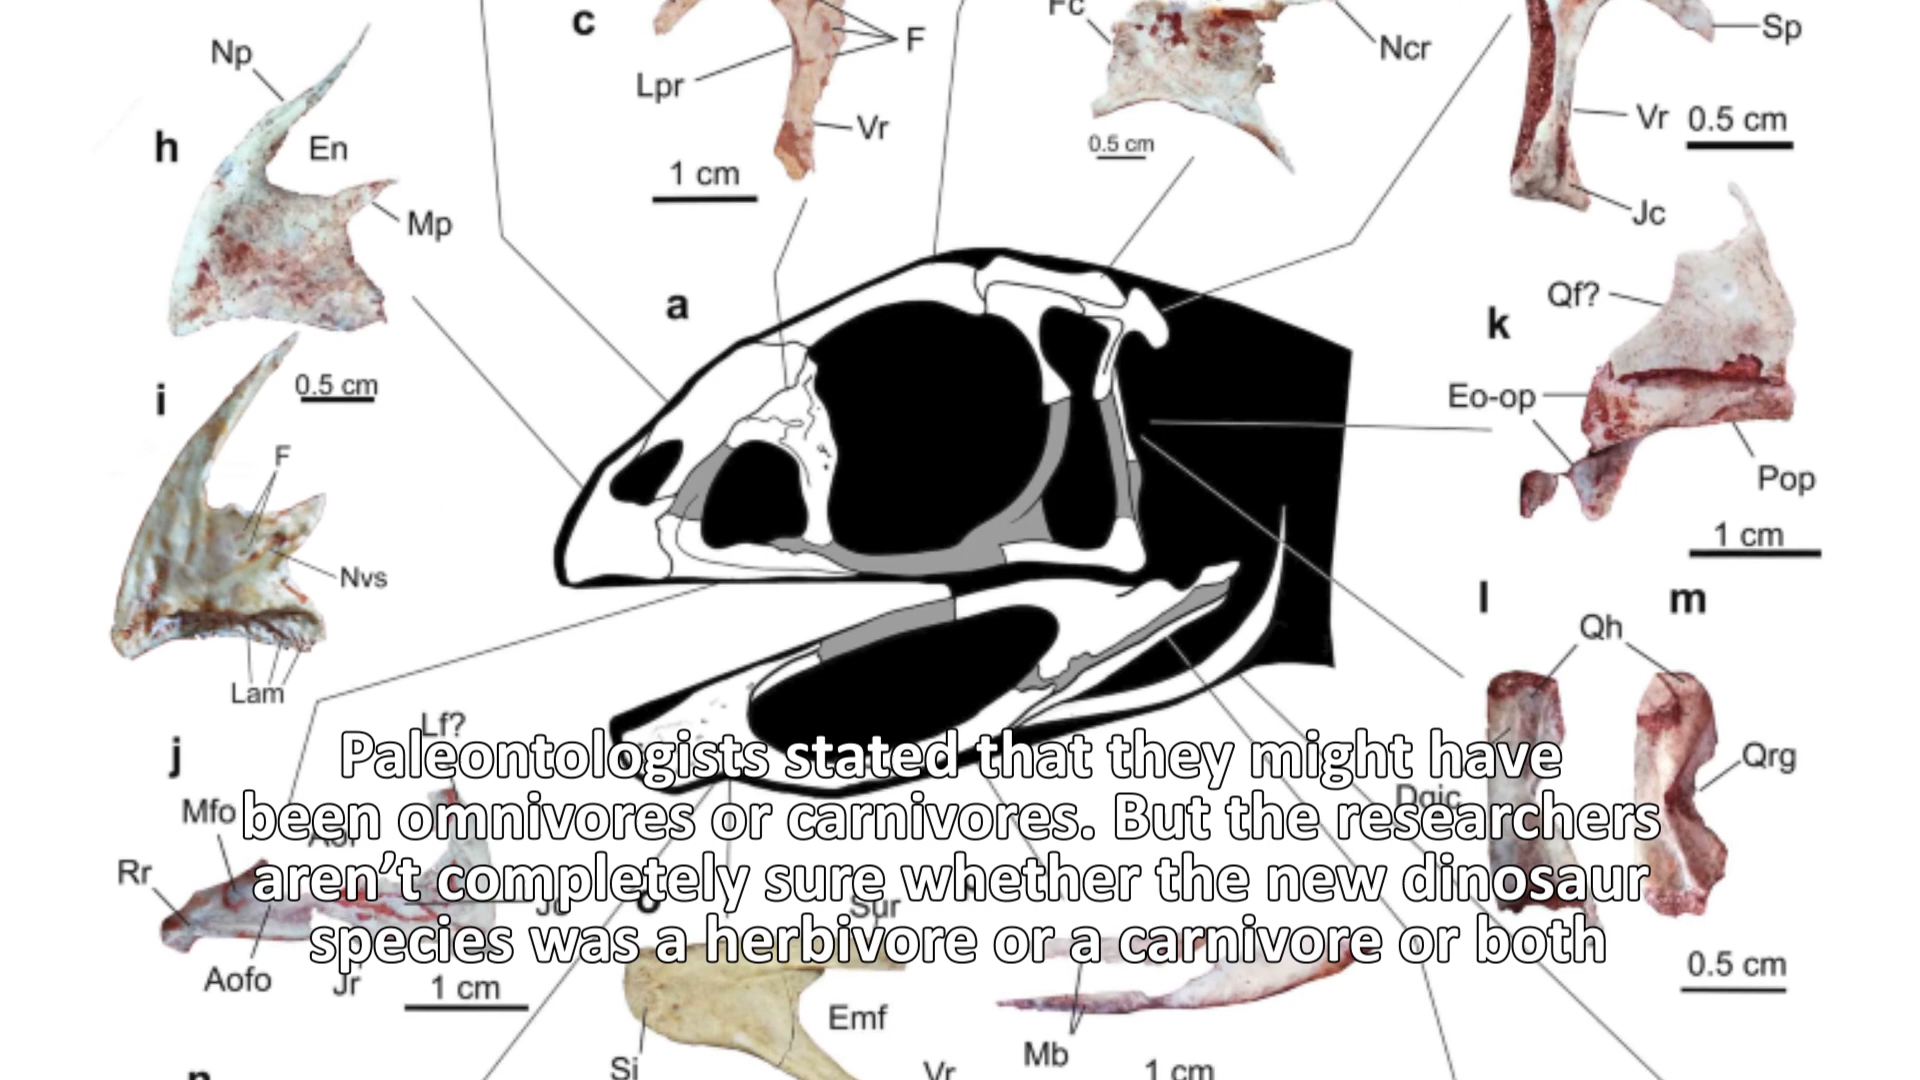 c
F
Fc
Ncr
Sp
Np
Lpr
Vr
Vr 0.5 cm
h
En
0.5 cm
1 cm
Mp
Jc
a
Qf?
k
i
0.5 cm
Eo-op
F
Pop
1 cm
Nvs
l
m
Qh
Lam
Lf?
j
Qrg
Paleontologists stated that they might have
been omnivores or carnivores. But the researchers
aren't completely sure whether the new dinosaur
species was a herbivore or a carnivore or both
Mfo
Rr
Sur
Aofo
Jr
1 cm
0.5 cm
Emf
Mb
Si
Vr
1 cm